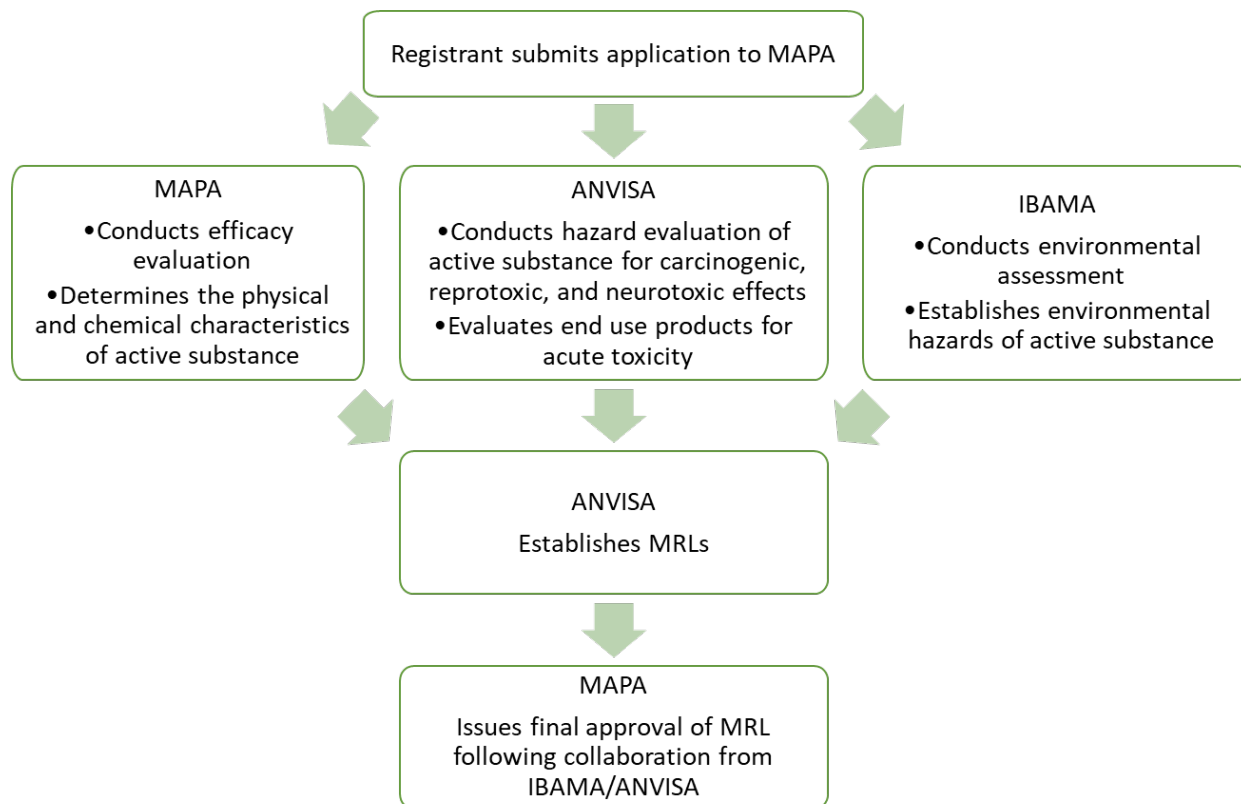 Registrant submits application to MAPA
MAPA
•Conducts efficacy
evaluation
•Determines the physical
and chemical characteristics
of active substance
ANVISA
•Conducts hazard evaluation of
active substance for carcinogenic,
reprotoxic, and neurotoxic effects
•Evaluates end use products for
acute toxicity
IBAMA
•Conducts environmental
assessment
•Establishes environmental
hazards of active substance
ANVISA
Establishes MRLs
MAPA
Issues final approval of MRL
following collaboration from
IBAMA/ANVISA